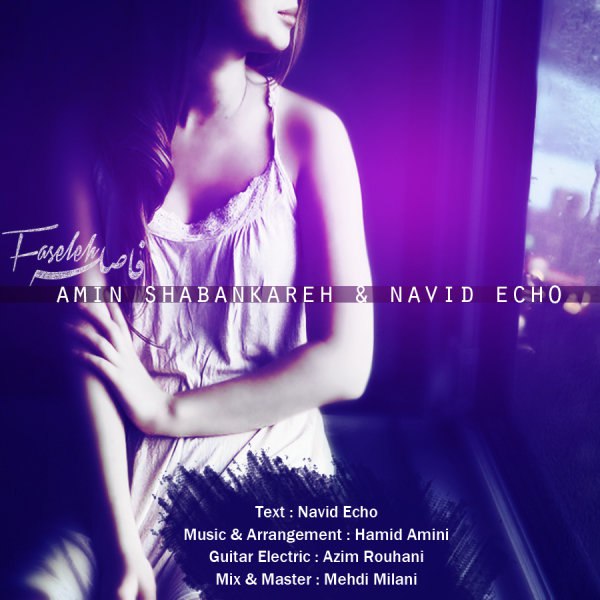 Faseleh فاصله
AMIN SHABANKAREH & NAVID ECHO
Text : Navid Echo
Music & Arrangement : Hamid Amini
Guitar Electric : Azim Rouhani
Mix & Master : Mehdi Milani